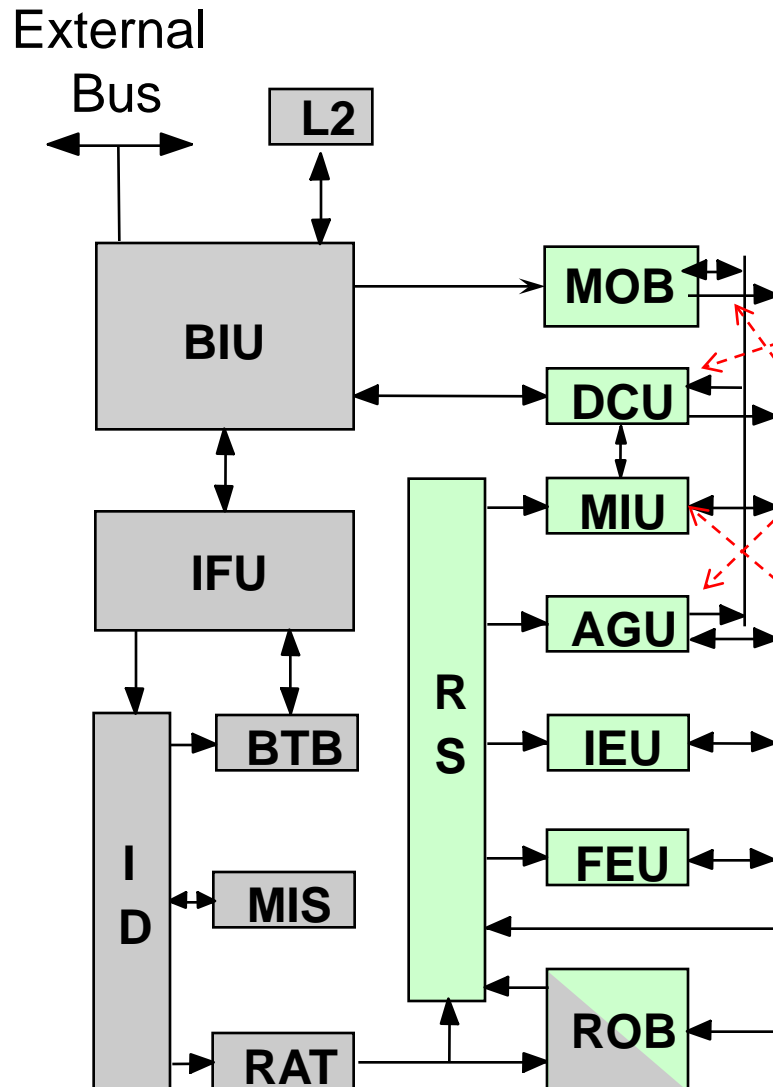 External
Bus
L2
BIU
MOB
DCU
MIU
IFU
AGU
R
S
BTB
IEU
I
D
FEU
MIS
ROB
RAT